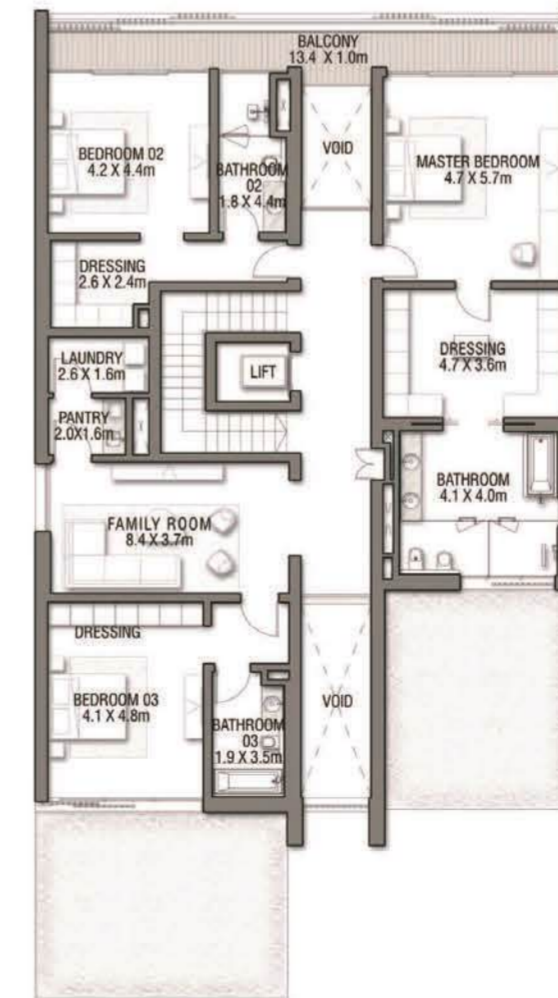 BALCONY
13.4 X 1.0m
BEDROOM 02
4.2 X 4.4m
BATHROOM
02
1.8 X 4.4m
VOID
MASTER BEDROOM
4.7 X 5.7m
DRESSING
2.6 X 2.4m
LAUNDRY
2.6 X 1.6m
LIFT
DRESSING
4.7 X 3.6m
PANTRY
2.0X1.6m
BATHROOM
4.1 X 4.0m
FAMILY ROOM
8.4 X 3.7m
DRESSING
BEDROOM 03
4.1 X 4.8m
BATHROOM
03
1.9 X 3.5m
VOID